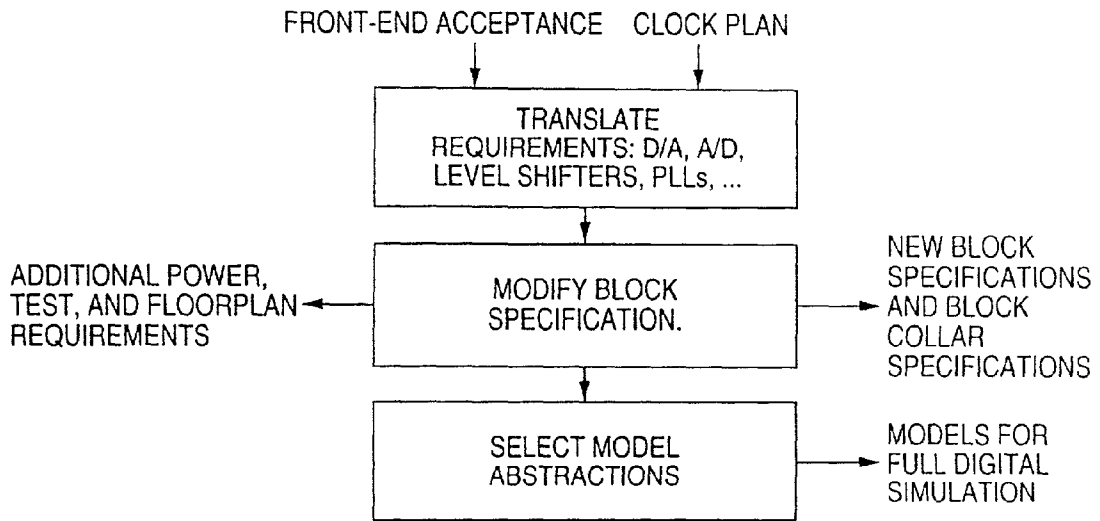 FRONT-END ACCEPTANCE CLOCK PLAN
TRANSLATE
REQUIREMENTS: D/A, A/D,
LEVEL SHIFTERS, PLLs, ...
ADDITIONAL POWER,
TEST, AND FLOORPLAN
REQUIREMENTS
MODIFY BLOCK
SPECIFICATION.
NEW BLOCK
SPECIFICATIONS
AND BLOCK
COLLAR
SPECIFICATIONS
SELECT MODEL
ABSTRACTIONS
MODELS FOR
FULL DIGITAL
SIMULATION